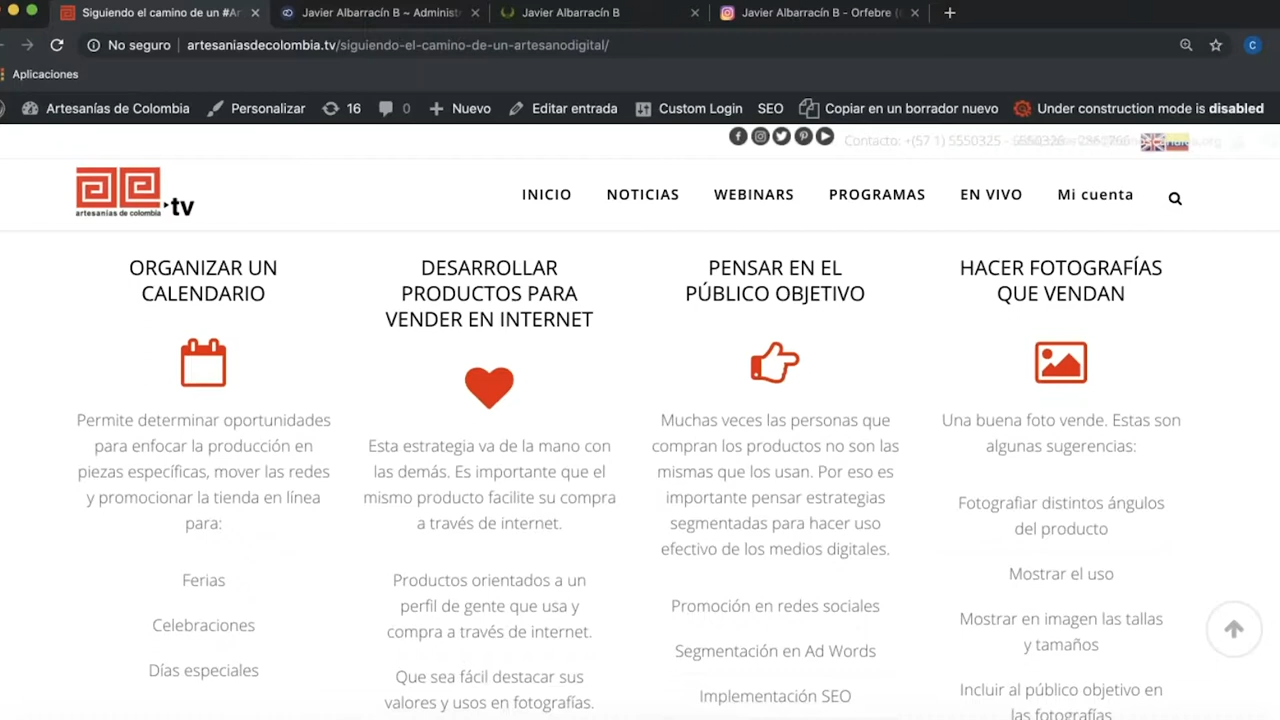 Siguiendo el camino de un #Ar
Javier Albarracín B ~ Administ
Javier Albarracín B
Javier Albarracín B - Orfebre (
No seguro
artesaniasdecolombia.tv/siguiendo-el-camino-de-un-artesanodigital/
C
Aplicaciones
Artesanías de Colombia
Personalizar
16
0
Nuevo
Editar entrada
Custom Login
SEO
Copiar en un borrador nuevo
Under construction mode is disabled
Contacto: +(57 1) 5550325 -
artesanías de colombia
tv
INICIO
NOTICIAS
WEBINARS
PROGRAMAS
EN VIVO
Mi cuenta
ORGANIZAR UN
CALENDARIO
Permite determinar oportunidades
para enfocar la producción en
piezas específicas, mover las redes
y promocionar la tienda en línea
para:
Ferias
Celebraciones
Días especiales
DESARROLLAR
PRODUCTOS PARA
VENDER EN INTERNET
Esta estrategia va de la mano con
las demás. Es importante que el
mismo producto facilite su compra
a través de internet.
Productos orientados a un
perfil de gente que usa y
compra a través de internet.
Que sea fácil destacar sus
valores y usos en fotografías.
PENSAR EN EL
PÚBLICO OBJETIVO
Muchas veces las personas que
compran los productos no son las
mismas que los usan. Por eso es
importante pensar estrategias
segmentadas para hacer uso
efectivo de los medios digitales.
Promoción en redes sociales
Segmentación en Ad Words
Implementación SEO
HACER FOTOGRAFÍAS
QUE VENDAN
Una buena foto vende. Estas son
algunas sugerencias:
Fotografiar distintos ángulos
del producto
Mostrar el uso
Mostrar en imagen las tallas
y tamaños
Incluir al público objetivo en
las fotografías